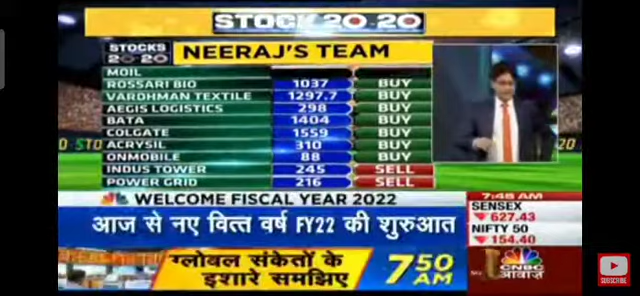 STOCK 20-20
STOCKS
20-20
NEERAJ'S TEAM
MOIL
ROSSARI BIO 1037 BUY
VARDHMAN TEXTILE 1297.7 BUY
AEGIS LOGISTICS 298 BUY
BATA 1404 BUY
COLGATE 1559 BUY
ACRYSIL 310 BUY
ONMOBILE 88 BUY
INDUS TOWER 245 SELL
POWER GRID 216 SELL
WELCOME FISCAL YEAR 2022
7:45 AM
आज से नए वित्त वर्ष FY22 की शुरुआत
SENSEX
627.43
NIFTY 50
154.40
ग्लोबल संकेतों के
इशारे समझिए
7 50 AM
CNBC
आवाज़
SUBSCRIBE